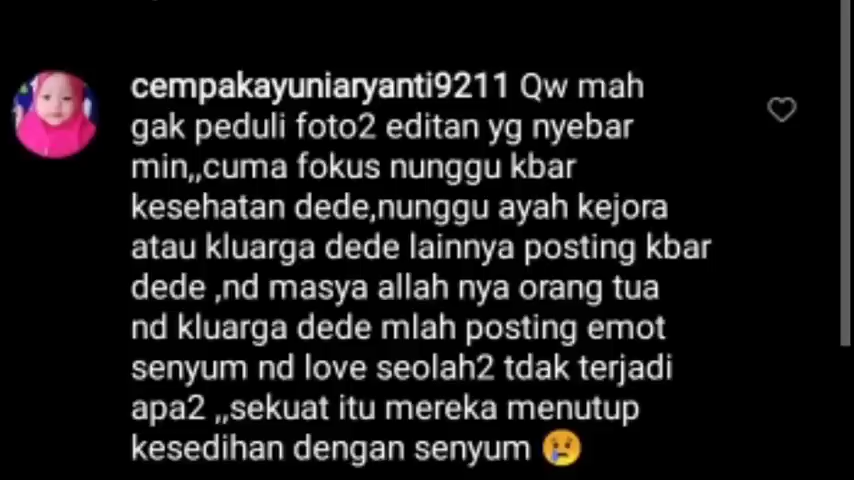 cempakayuniaryanti9211 Qw mah
gak peduli foto2 editan yg nyebar
min,,cuma fokus nunggu kbar
kesehatan dede,nunggu ayah kejora
atau kluarga dede lainnya posting kbar
dede ,nd masya allah nya orang tua
nd kluarga dede mlah posting emot
senyum nd love seolah2 tdak terjadi
apa2 ,,sekuat itu mereka menutup
kesedihan dengan senyum 😢